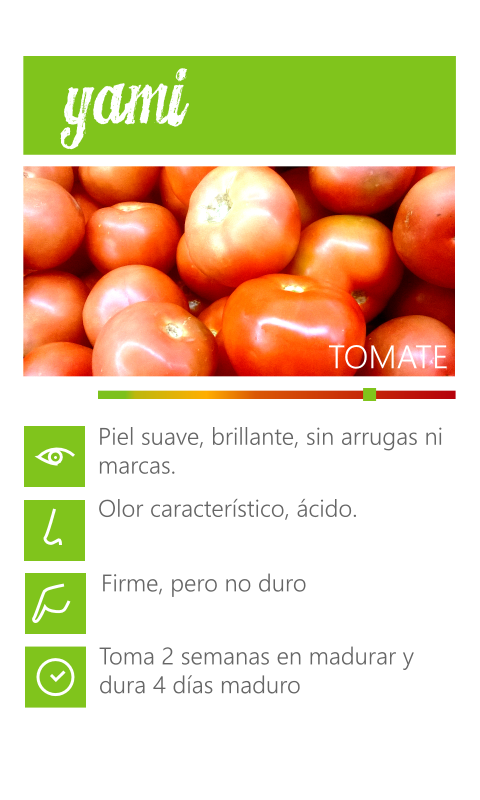 yami
TOMATE
Piel suave, brillante, sin arrugas ni
marcas.
Olor característico, ácido.
Firme, pero no duro
Toma 2 semanas en madurar y
dura 4 días maduro